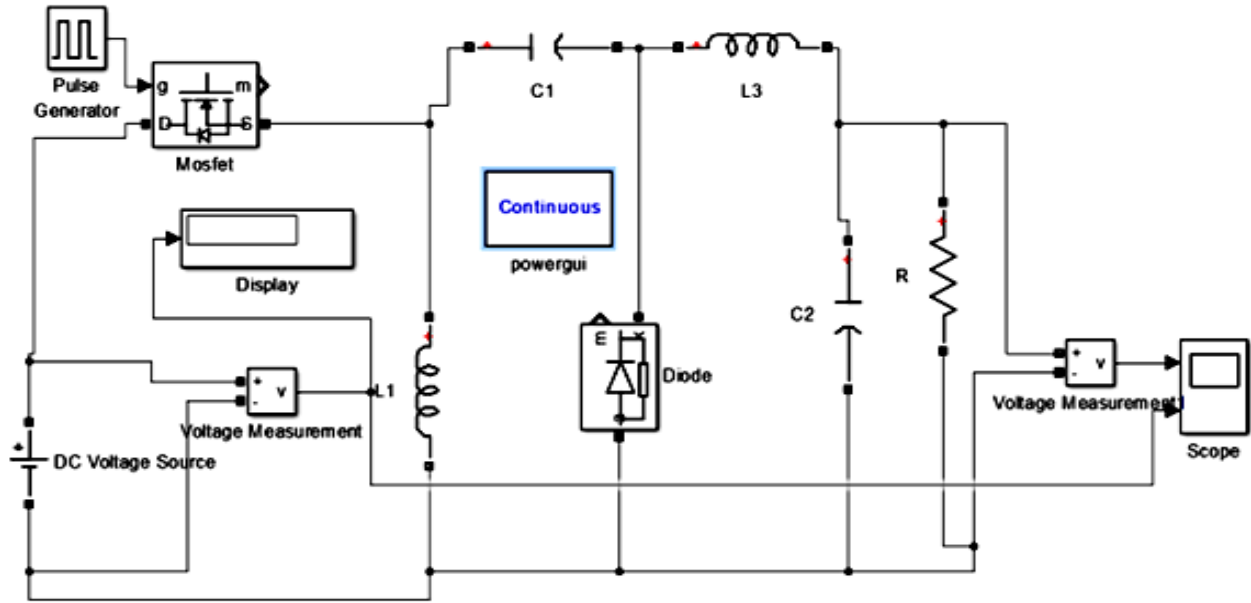 Pulse
Generator
g
m
D
S
Mosfet
C1
L3
Continuous
powergui
Display
L1
+
-
v
Voltage Measurement
+
DC Voltage Source
m
k
a
Diode
C2
R
+
-
v
Voltage Measurement1
Scope